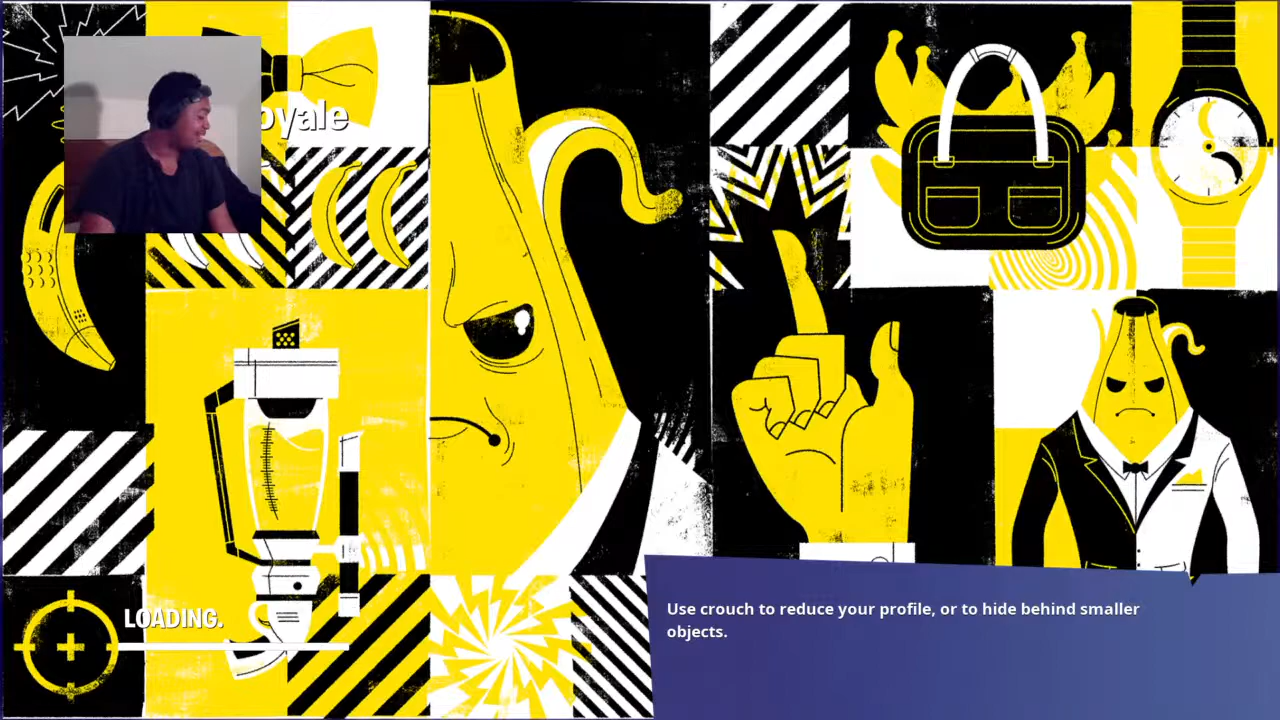 oyale
LOADING.
Use crouch to reduce your profile, or to hide behind smaller
objects.